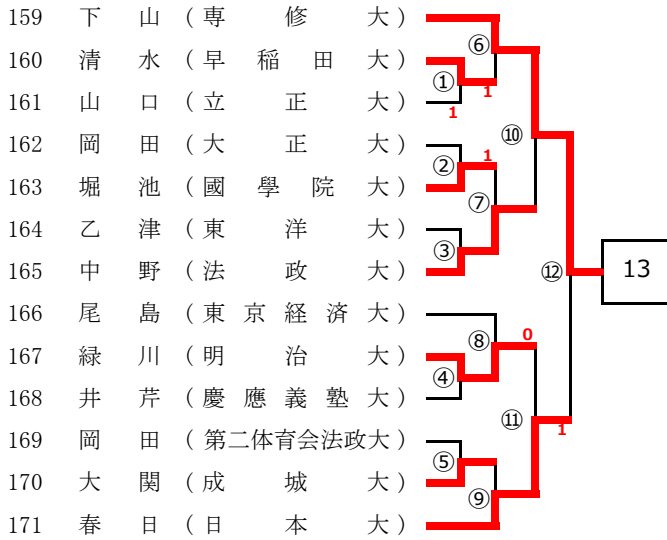 159 下山（専修大）
⑥
160 清水（早稲田大）
① 1
161 山口（立正大）
1
⑩
162 岡田（大正大）
② 1
163 堀池（國學院大）
⑦
164 乙津（東洋大）
③
165 中野（法政大）
⑫ 13
166 尾島（東京経済大）
⑧ 0
167 緑川（明治大）
④
168 井芹（慶應義塾大）
⑪ 1
169 岡田（第二体育会法政大）
⑤
170 大関（成城大）
⑨
171 春日（日本大）